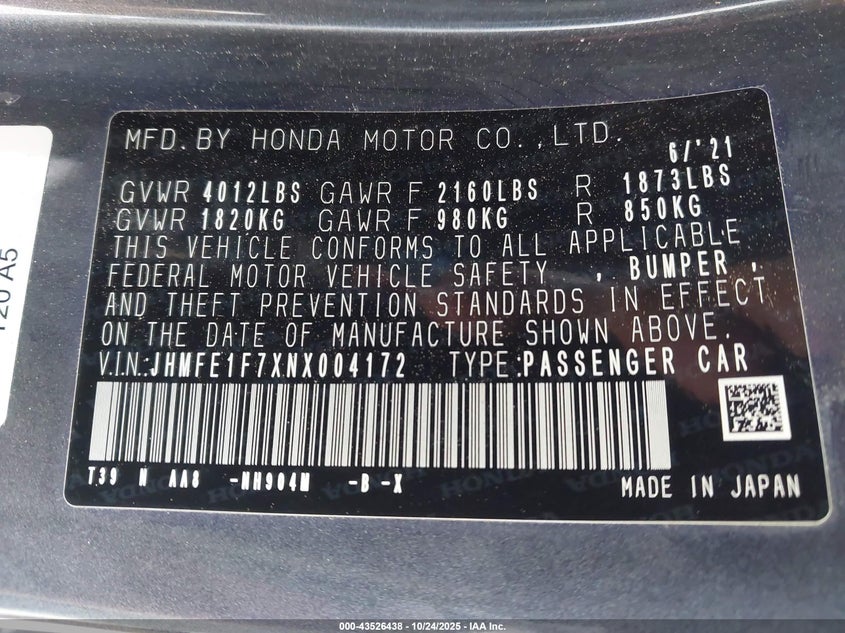 MFD. BY HONDA MOTOR CO., LTD.
6/'21
GVWR 4012LBS GAWR F 2160LBS R 1873LBS
GVWR 1820KG GAWR F 980KG R 850KG
THIS VEHICLE CONFORMS TO ALL APPLICABLE
FEDERAL MOTOR VEHICLE SAFETY , BUMPER ,
AND THEFT PREVENTION STANDARDS IN EFFECT
ON THE DATE OF MANUFACTURE SHOWN ABOVE.
V.I.N:JHMFE1F7XNX004172 TYPE:PASSENGER CAR
T39 N AA8 -NH904M -B -X
MADE IN JAPAN
120 A5
000-43526438 - 10/24/2025 - IAA Inc.